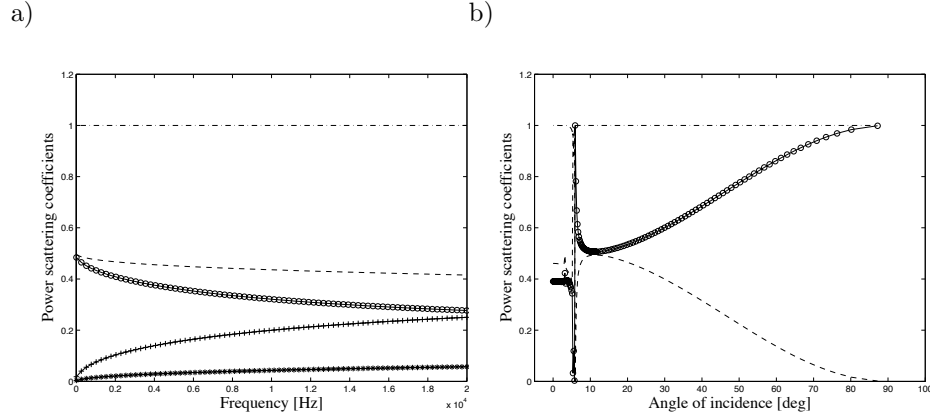 a)
b)
Power scattering coefficients
1.2
1
0.8
0.6
0.4
0.2
0
0 0.2 0.4 0.6 0.8 1 1.2 1.4 1.6 1.8 2
x 10^4
Frequency [Hz]
Power scattering coefficients
1.2
1
0.8
0.6
0.4
0.2
0
0 10 20 30 40 50 60 70 80 90 100
Angle of incidence [deg]